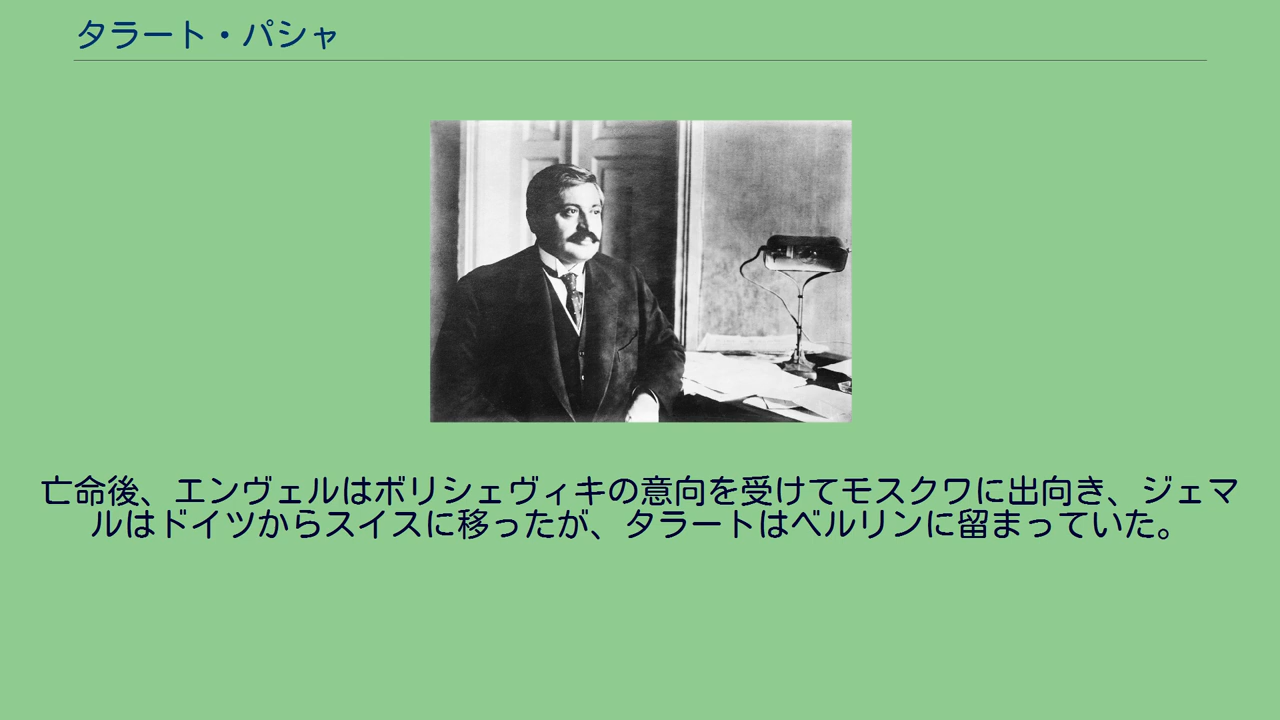 タラート・パシャ
亡命後、エンヴェルはボリシェヴィキの意向を受けてモスクワに出向き、ジェマ
ルはドイツからスイスに移ったが、タラートはベルリンに留まっていた。